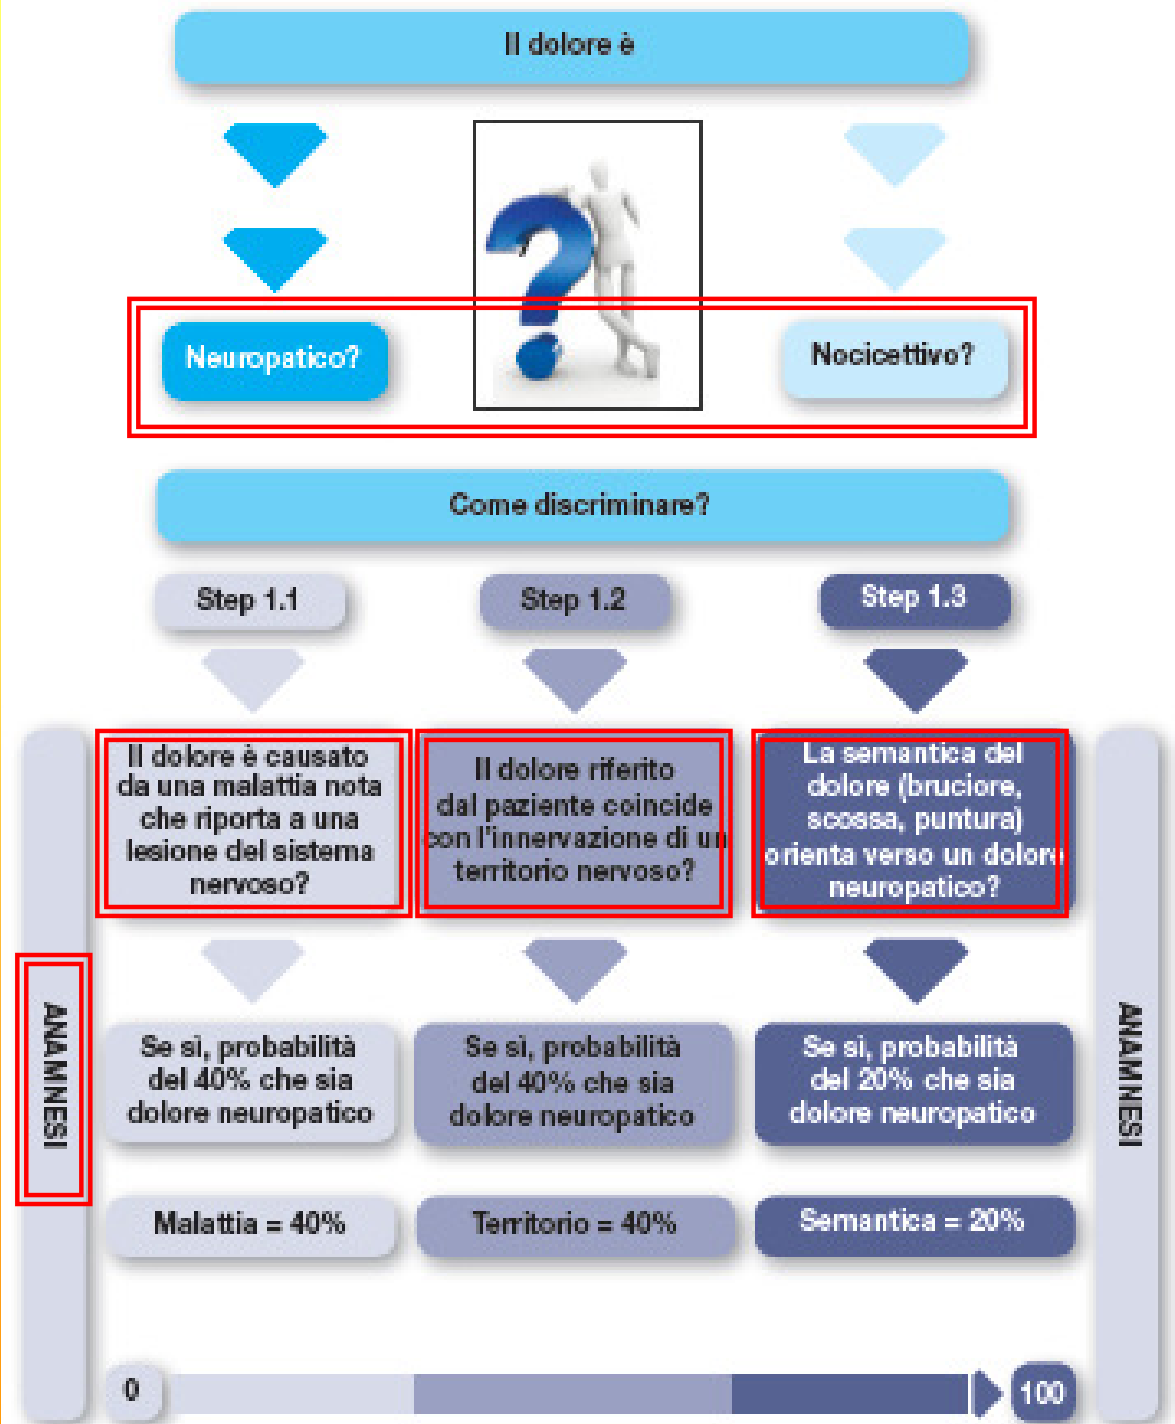 Il dolore è
Neuropatico?
Nocicettivo?
Come discriminare?
Step 1.1
Step 1.2
Step 1.3
Il dolore è causato
da una malattia nota
che riporta a una
lesione del sistema
nervoso?
Il dolore riferito
dal paziente coincide
con l'innervazione di un
territorio nervoso?
La semantica del
dolore (bruciore,
scossa, puntura)
orienta verso un dolore
neuropatico?
ANAMNESI
ANAMNESI
Se sì, probabilità
del 40% che sia
dolore neuropatico
Se sì, probabilità
del 40% che sia
dolore neuropatico
Se sì, probabilità
del 20% che sia
dolore neuropatico
Malattia = 40%
Territorio = 40%
Semantica = 20%
0
100